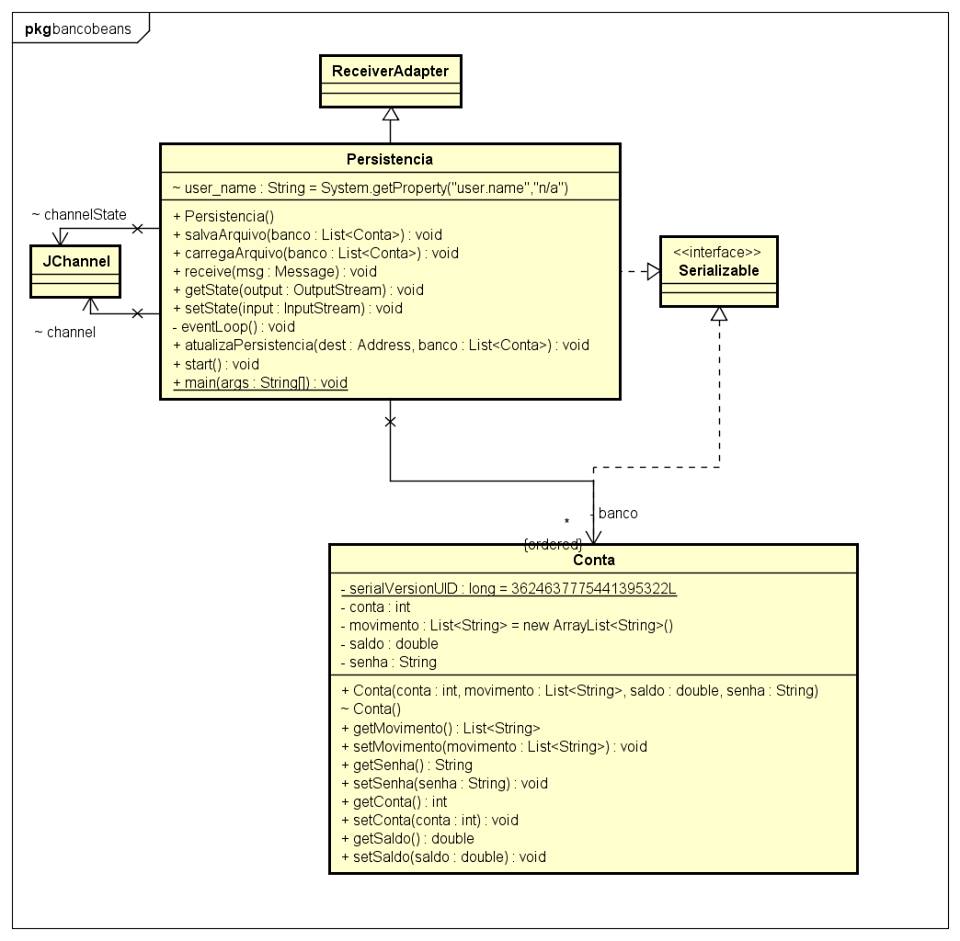 pkg bancobeans
ReceiverAdapter
Persistencia
~ user_name : String = System.getProperty("user.name","n/a")
+ Persistencia()
+ salvaArquivo(banco : List<Conta>) : void
+ carregaArquivo(banco : List<Conta>) : void
+ receive(msg : Message) : void
+ getState(output : OutputStream) : void
+ setState(input : InputStream) : void
- eventLoop() : void
+ atualizaPersistencia(dest : Address, banco : List<Conta>) : void
+ start() : void
+ main(args : String[]) : void
~ channelState
JChannel
~ channel
<<interface>>
Serializable
- banco
*
{ordered}
Conta
- serialVersionUID : long = 3624637775441395322L
- conta : int
- movimento : List<String> = new ArrayList<String>()
- saldo : double
- senha : String
+ Conta(conta : int, movimento : List<String>, saldo : double, senha : String)
~ Conta()
+ getMovimento() : List<String>
+ setMovimento(movimento : List<String>) : void
+ getSenha() : String
+ setSenha(senha : String) : void
+ getConta() : int
+ setConta(conta : int) : void
+ getSaldo() : double
+ setSaldo(saldo : double) : void